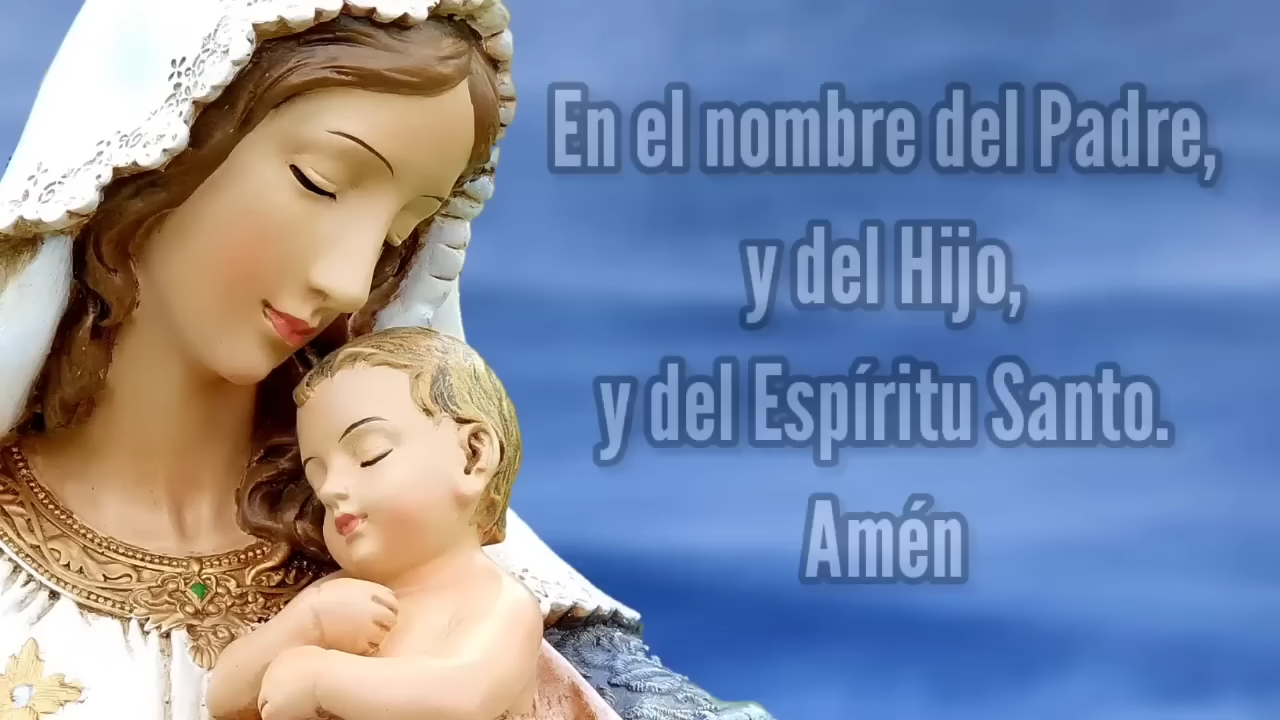 En el nombre del Padre,
y del Hijo,
y del Espíritu Santo.
Amén